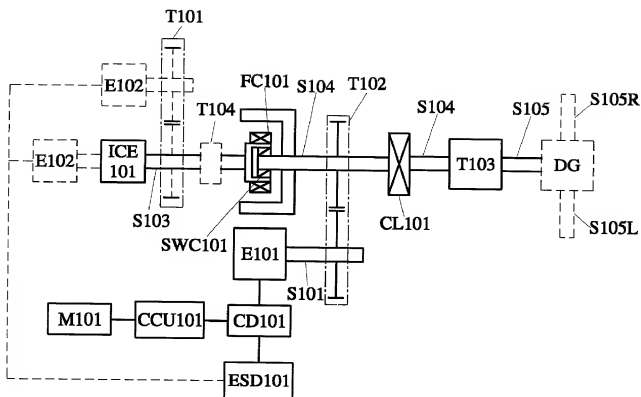 T101
E102
FC101
S104
T102
T104
S104
S105
S105R
E102
ICE
101
T103
DG
S103
SWC101
CL101
S105L
E101
S101
M101
CCU101
CD101
ESD101